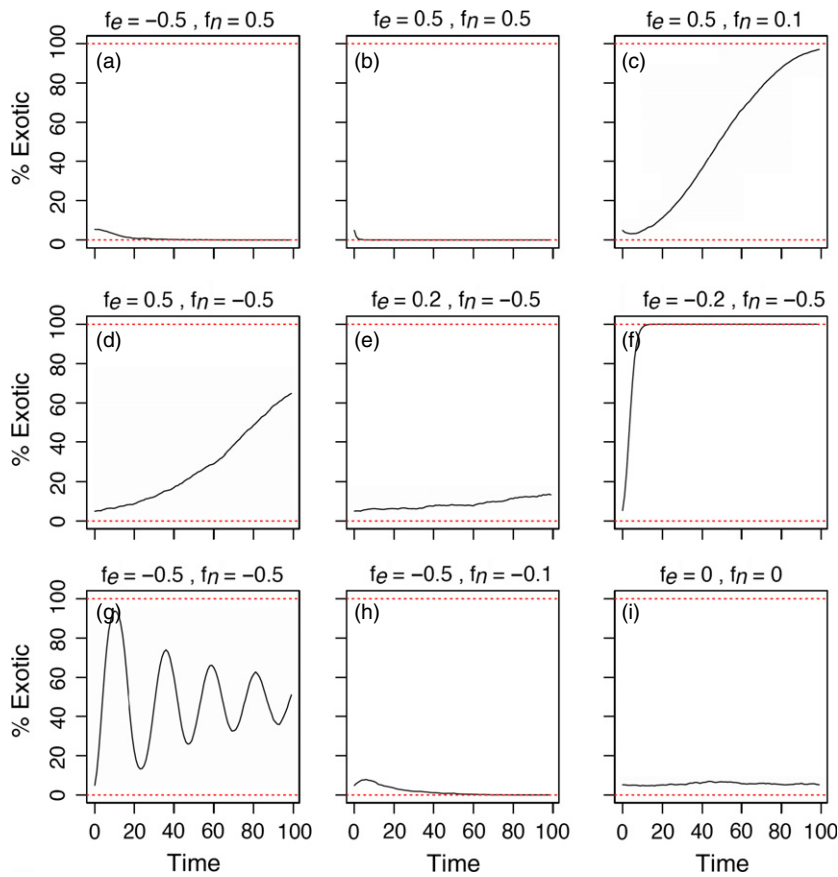 fe = −0.5 , fn = 0.5
fe = 0.5 , fn = 0.5
fe = 0.5 , fn = 0.1
(a)
(b)
(c)
% Exotic
0 20 40 60 80 100
fe = 0.5 , fn = −0.5
fe = 0.2 , fn = −0.5
fe = −0.2 , fn = −0.5
(d)
(e)
(f)
% Exotic
0 20 40 60 80 100
fe = −0.5 , fn = −0.5
fe = −0.5 , fn = −0.1
fe = 0 , fn = 0
(g)
(h)
(i)
% Exotic
0 20 40 60 80 100
0 20 40 60 80 100
0 20 40 60 80 100
0 20 40 60 80 100
Time
Time
Time